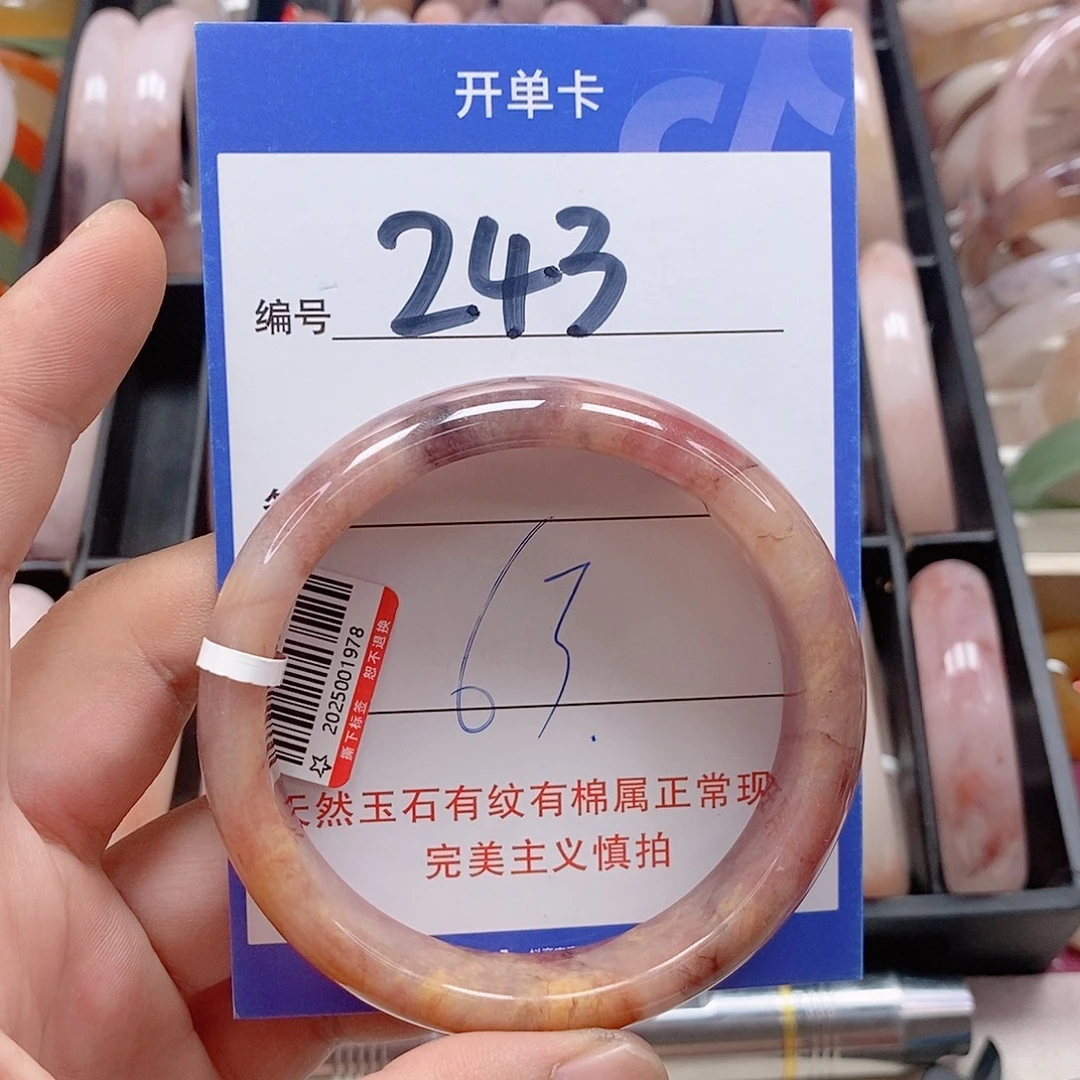 开单卡
编号 243
63.
2025001978
撕下标签 恕不退换
天然玉石有纹有棉属正常现
完美主义慎拍